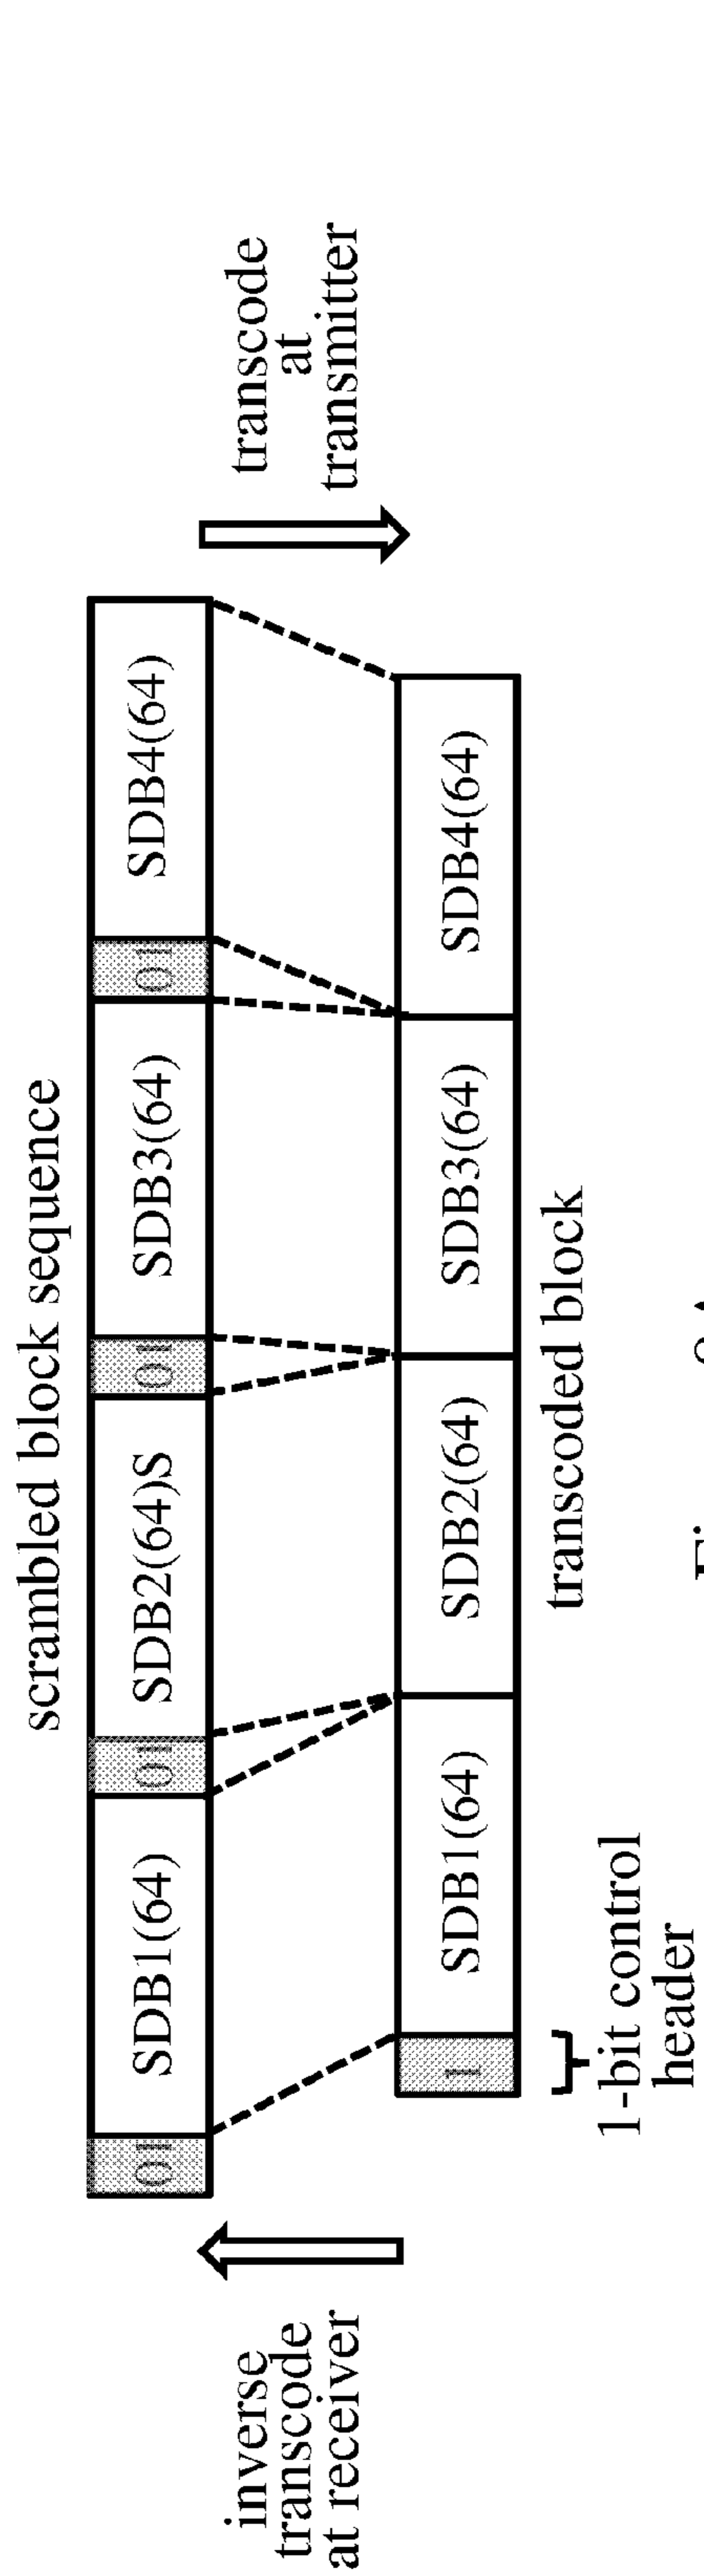 scrambled block sequence
01 SDB1(64) 01 SDB2(64)S 01 SDB3(64) 01 SDB4(64)
inverse
transcode
at receiver
transcode
at
transmitter
1 SDB1(64) SDB2(64) SDB3(64) SDB4(64)
1-bit control
header
transcoded block